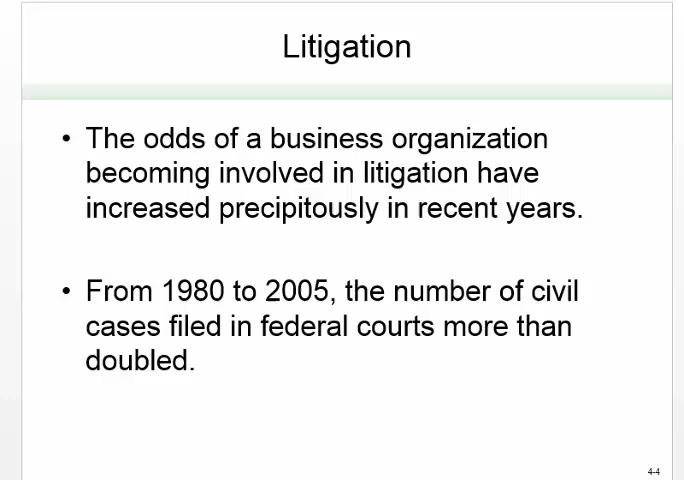 Litigation
• The odds of a business organization
becoming involved in litigation have
increased precipitously in recent years.
• From 1980 to 2005, the number of civil
cases filed in federal courts more than
doubled.
4-4